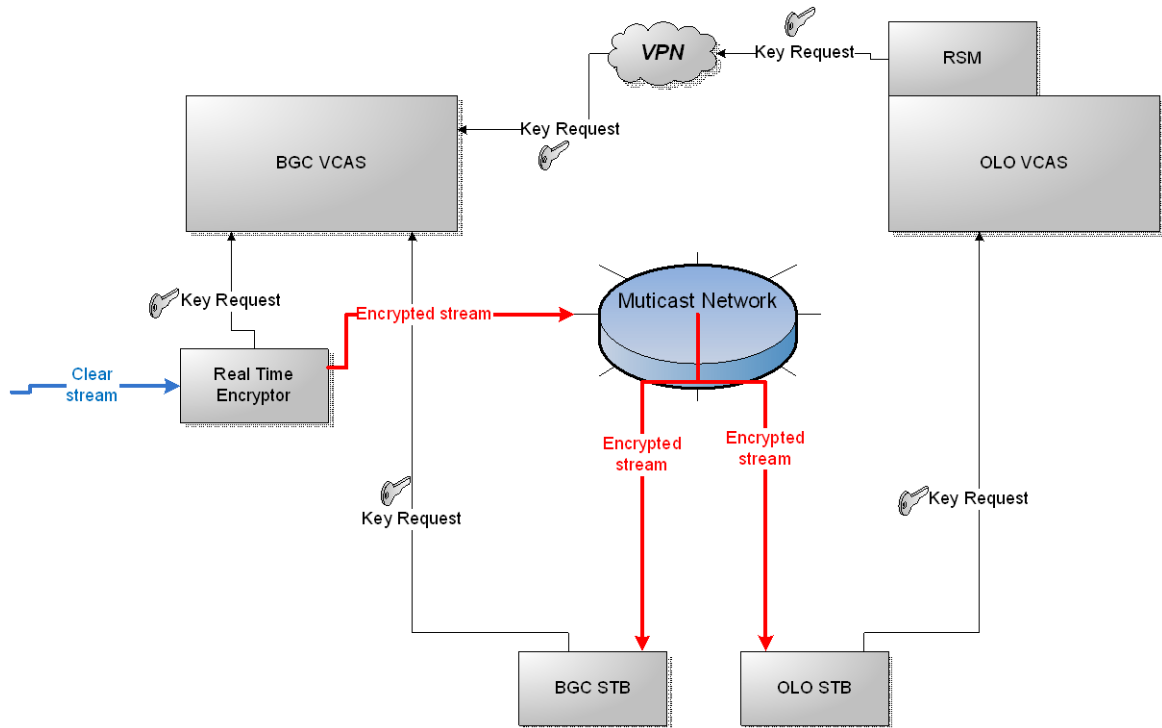 Key Request
VPN
RSM
Key Request
BGC VCAS
OLO VCAS
Key Request
Encrypted stream
Muticast Network
Clear
stream
Real Time
Encryptor
Encrypted
stream
Encrypted
stream
Key Request
Key Request
BGC STB
OLO STB